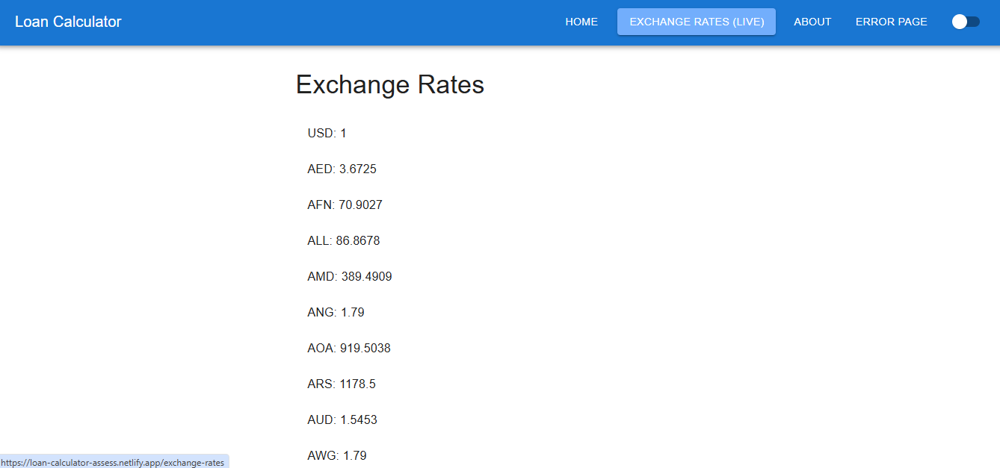 Loan Calculator HOME EXCHANGE RATES (LIVE) ABOUT ERROR PAGE
Exchange Rates
USD: 1
AED: 3.6725
AFN: 70.9027
ALL: 86.8678
AMD: 389.4909
ANG: 1.79
AOA: 919.5038
ARS: 1178.5
AUD: 1.5453
AWG: 1.79
https://loan-calculator-assess.netlify.app/exchange-rates